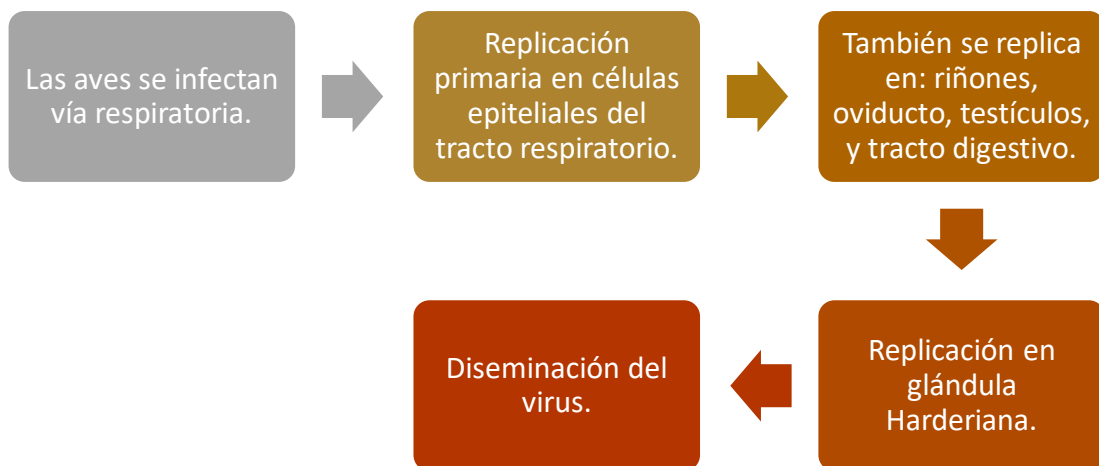 Las aves se infectan
vía respiratoria.
Replicación
primaria en células
epiteliales del
tracto respiratorio.
También se replica
en: riñones,
oviducto, testículos,
y tracto digestivo.
Replicación en
glándula
Harderiana.
Diseminación del
virus.